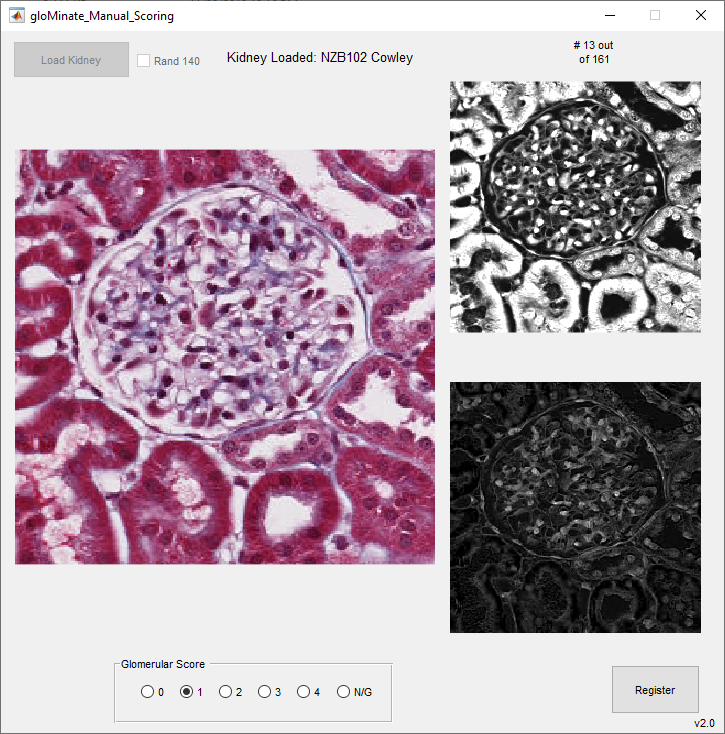 gloMinate_Manual_Scoring
Load Kidney
Rand 140
Kidney Loaded: NZB102 Cowley
# 13 out
of 161
Glomerular Score
0 1 2 3 4 N/G
Register
v2.0